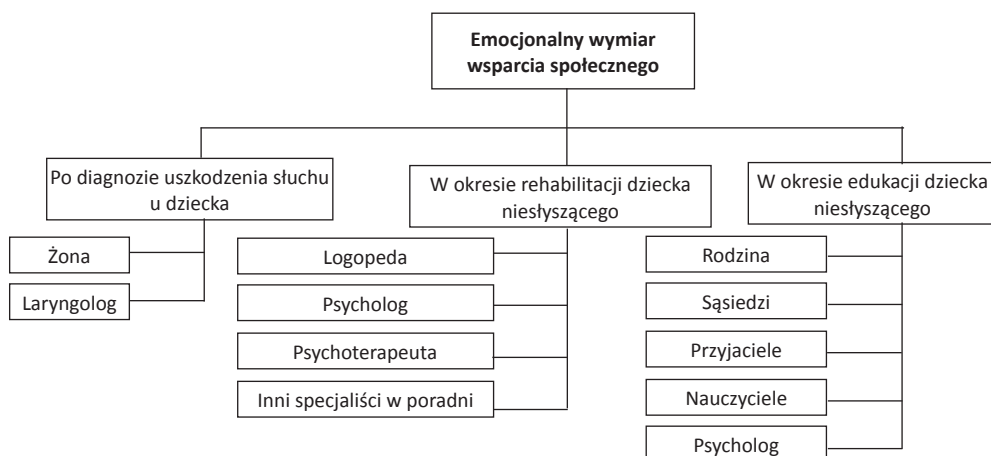 Emocjonalny wymiar
wsparcia społecznego
Po diagnozie uszkodzenia słuchu
u dziecka
Żona
Laryngolog
W okresie rehabilitacji dziecka
niesłyszącego
Logopeda
Psycholog
Psychoterapeuta
Inni specjaliści w poradni
W okresie edukacji dziecka
niesłyszącego
Rodzina
Sąsiedzi
Przyjaciele
Nauczyciele
Psycholog